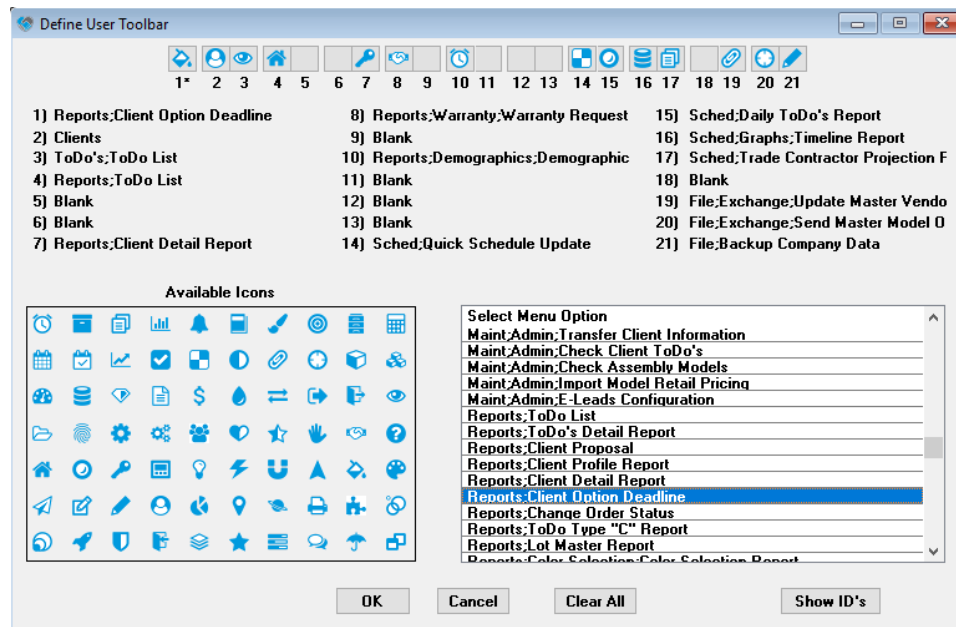 Define User Toolbar
1* 2 3 4 5 6 7 8 9 10 11 12 13 14 15 16 17 18 19 20 21
1) Reports;Client Option Deadline
2) Clients
3) ToDo's;ToDo List
4) Reports;ToDo List
5) Blank
6) Blank
7) Reports;Client Detail Report
8) Reports;Warranty;Warranty Request
9) Blank
10) Reports;Demographics;Demographic
11) Blank
12) Blank
13) Blank
14) Sched;Quick Schedule Update
15) Sched;Daily ToDo's Report
16) Sched;Graphs;Timeline Report
17) Sched;Trade Contractor Projection F
18) Blank
19) File;Exchange;Update Master Vendo
20) File;Exchange;Send Master Model O
21) File;Backup Company Data
Available Icons
Select Menu Option
Maint;Admin;Transfer Client Information
Maint;Admin;Check Client ToDo's
Maint;Admin;Check Assembly Models
Maint;Admin;Import Model Retail Pricing
Maint;Admin;E-Leads Configuration
Reports;ToDo List
Reports;ToDo's Detail Report
Reports;Client Proposal
Reports;Client Profile Report
Reports;Client Detail Report
Reports;Client Option Deadline
Reports;Change Order Status
Reports;ToDo Type "C" Report
Reports;Lot Master Report
Reports;Color Selection;Color Selection Report
OK
Cancel
Clear All
Show ID's